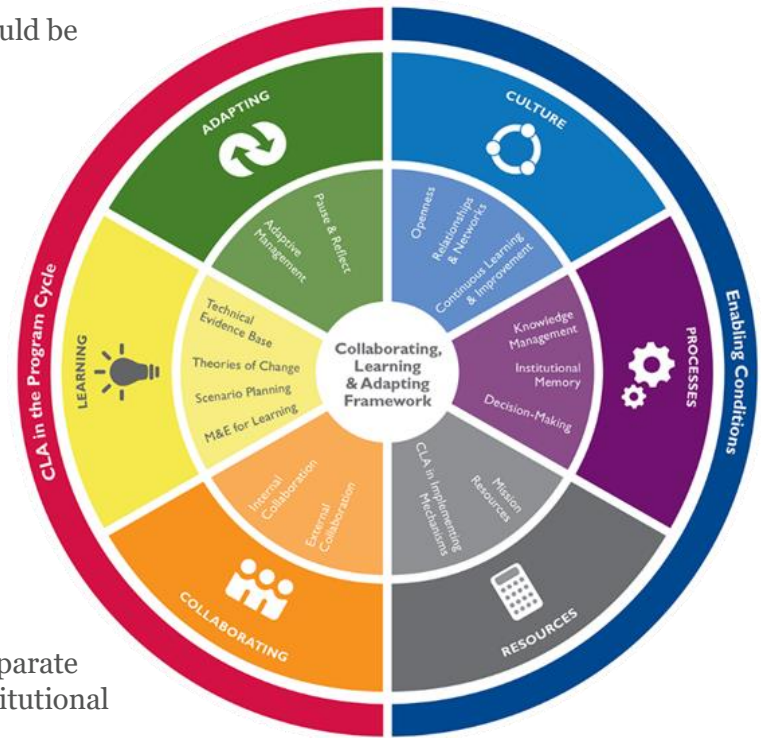 uld be
ADAPTING
Adaptive
Management
Pause & Reflect
CULTURE
Openness
Relationships
& Networks
Continuous Learning
& Improvement
CLA in the Program Cycle
LEARNING
Technical
Evidence Base
Theories of Change
Scenario Planning
M&E for Learning
Collaborating,
Learning
& Adapting
Framework
Knowledge
Management
Institutional
Memory
Decision-Making
PROCESSES
Enabling Conditions
Internal
Collaboration
External
Collaboration
COLLABORATING
CLA in Implementing
Mechanisms
Mission
Resources
RESOURCES
parate
titutional